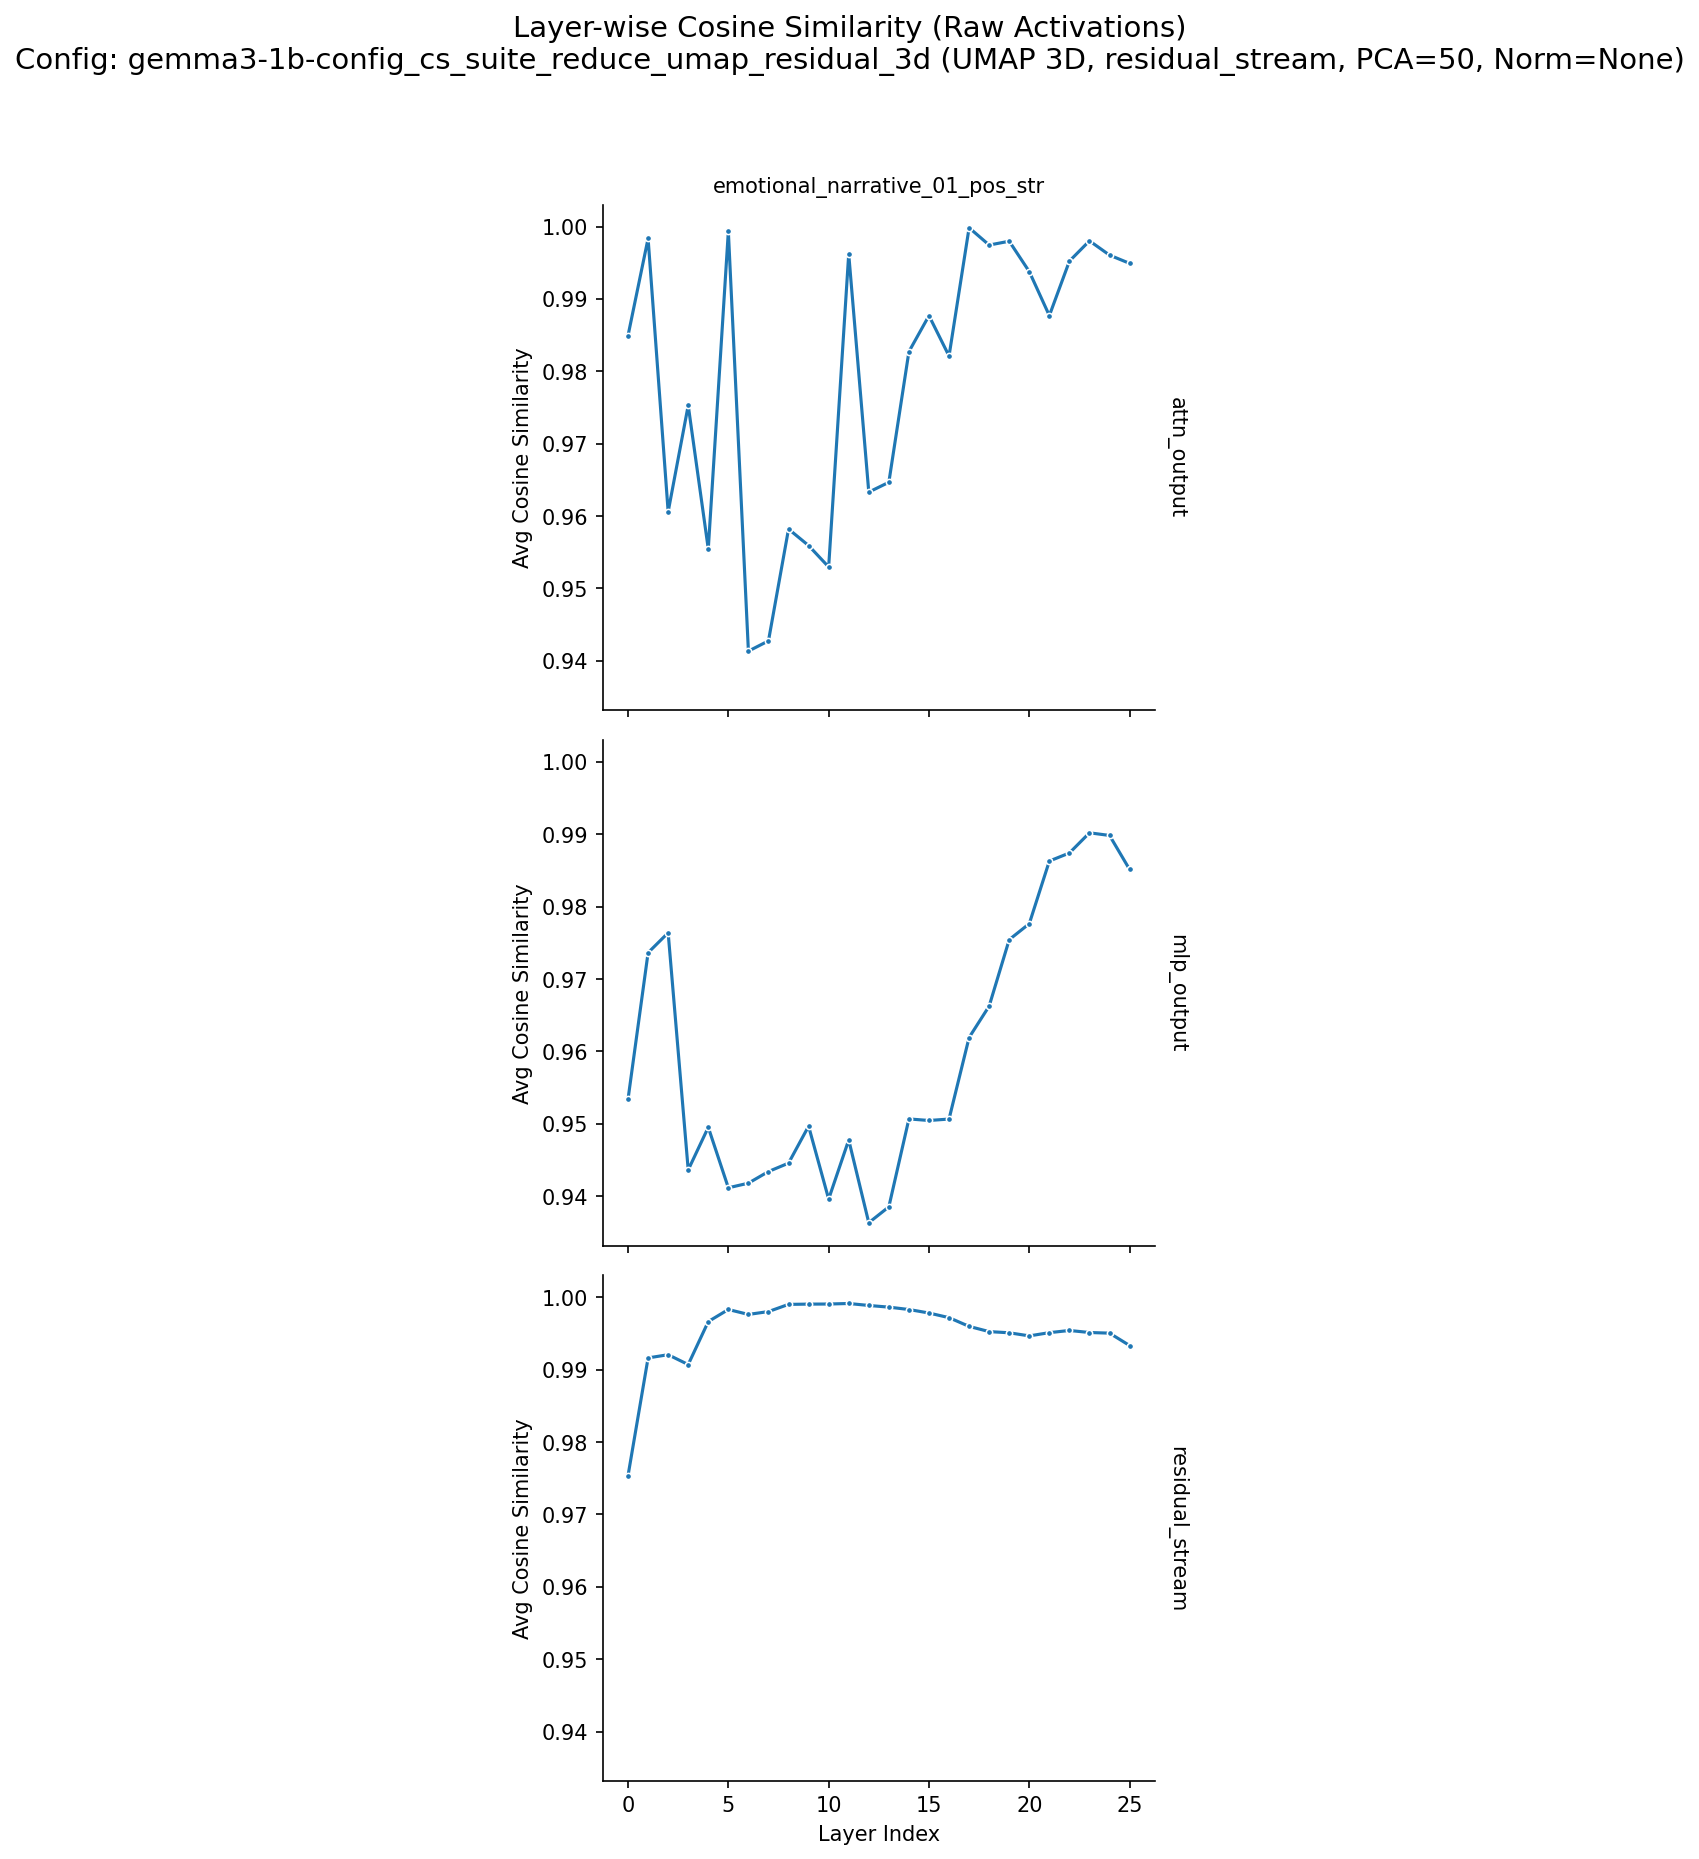 Layer-wise Cosine Similarity (Raw Activations)
Config: gemma3-1b-config_cs_suite_reduce_umap_residual_3d (UMAP 3D, residual_stream, PCA=50, Norm=None)
emotional_narrative_01_pos_str
1.00
0.99
0.98
0.97
0.96
0.95
0.94
Avg Cosine Similarity
attn_output
1.00
0.99
0.98
0.97
0.96
0.95
0.94
Avg Cosine Similarity
mlp_output
1.00
0.99
0.98
0.97
0.96
0.95
0.94
Avg Cosine Similarity
residual_stream
0 5 10 15 20 25
Layer Index